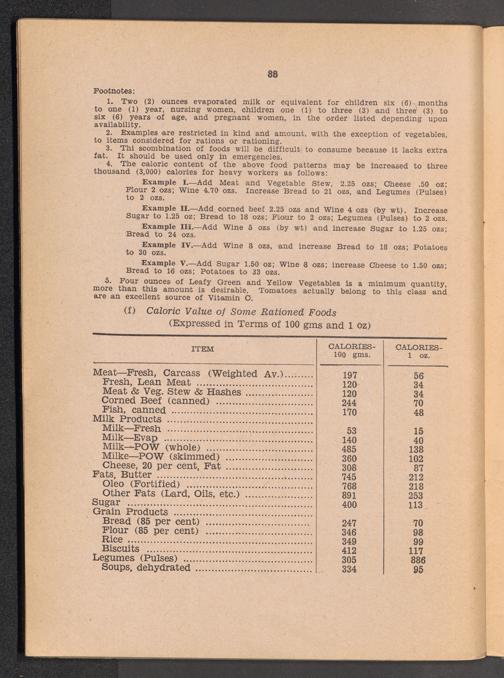 88
Footnotes:
1. Two (2) ounces evaporated milk or equivalent for children six (6) months
to one (1) year, nursing women, children one (1) to three (3) and three (3) to
six (6) years of age, and pregnant women, in the order listed depending upon
availability.
2. Examples are restricted in kind and amount, with the exception of vegetables,
to items considered for rations or rationing.
3. Thi scombination of foods will be difficult to consume because it lacks extra
fat. It should be used only in emergencies.
4. The caloric content of the above food patterns may be increased to three
thousand (3,000) calories for heavy workers as follows:
Example I.—Add Meat and Vegetable Stew, 2.25 ozs; Cheese .50 oz;
Flour 2 ozs; Wine 4.70 ozs. Increase Bread to 21 ozs, and Legumes (Pulses)
to 2 ozs.
Example II.—Add corned beef 2.25 ozs and Wine 4 ozs (by wt). Increase
Sugar to 1.25 oz; Bread to 18 ozs; Flour to 2 ozs; Legumes (Pulses) to 2 ozs.
Example III.—Add Wine 5 ozs (by wt) and increase Sugar to 1.25 ozs;
Bread to 24 ozs.
Example IV.—Add Wine 8 ozs, and increase Bread to 18 ozs; Potatoes
to 30 ozs.
Example V.—Add Sugar 1.50 oz; Wine 8 ozs; increase Cheese to 1.50 ozs;
Bread to 16 ozs; Potatoes to 33 ozs.
5. Four ounces of Leafy Green and Yellow Vegetables is a minimum quantity,
more than this amount is desirable. Tomatoes actually belong to this class and
are an excellent source of Vitamin C.
(f) Caloric Value of Some Rationed Foods
(Expressed in Terms of 100 gms and 1 oz)
ITEM CALORIES- 100 gms. CALORIES- 1 oz.
Meat—Fresh, Carcass (Weighted Av.)......... 197 56
Fresh, Lean Meat ......... 120 34
Meat & Veg. Stew & Hashes ......... 120 34
Corned Beef (canned) ......... 244 70
Fish, canned ......... 170 48
Milk Products .........
Milk—Fresh ......... 53 15
Milk—Evap ......... 140 40
Milk—POW (whole) ......... 485 138
Milke—POW (skimmed) ......... 360 102
Cheese, 20 per cent, Fat ......... 308 87
Fats, Butter ......... 745 212
Oleo (Fortified) ......... 768 218
Other Fats (Lard, Oils, etc.) ......... 891 253
Sugar ......... 400 113
Grain Products .........
Bread (85 per cent) ......... 247 70
Flour (85 per cent) ......... 346 98
Rice ......... 349 99
Biscuits ......... 412 117
Legumes (Pulses) ......... 305 886
Soups, dehydrated ......... 334 95